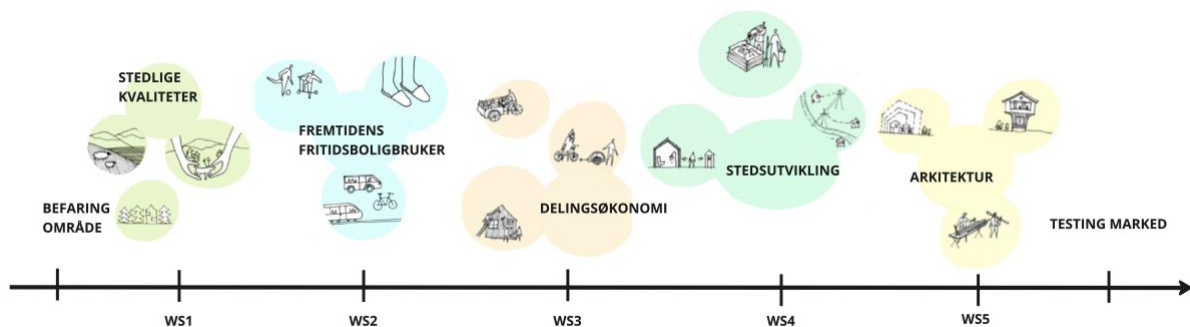 STEDLIGE
KVALITETER
BEFARING
OMRÅDE
FREMTIDENS
FRITIDSBOLIGBRUKER
DELINGSØKONOMI
STEDSUTVIKLING
ARKITEKTUR
TESTING MARKED
WS1
WS2
WS3
WS4
WS5